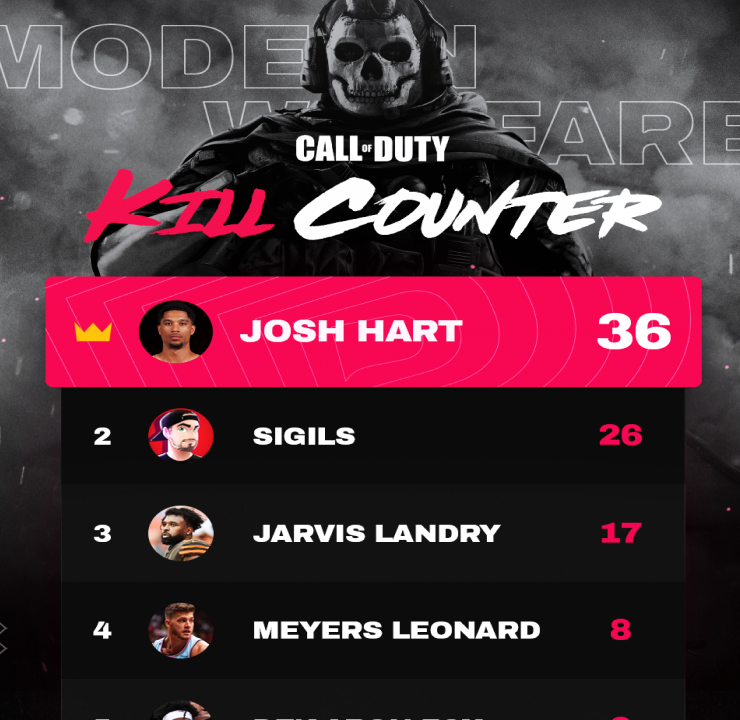 MODERN
WARFARE
CALL OF DUTY
KILL COUNTER
JOSH HART 36
2 SIGILS 26
3 JARVIS LANDRY 17
4 MEYERS LEONARD 8